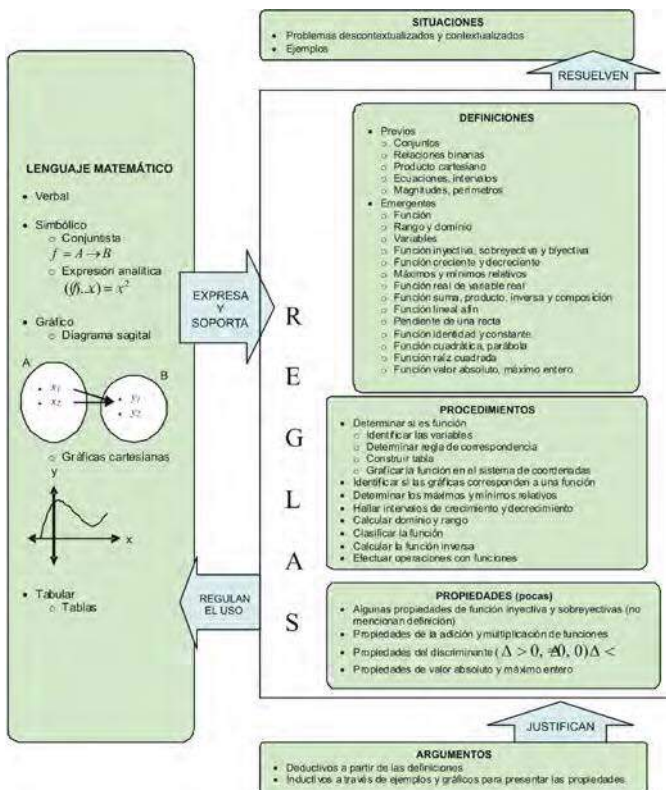 SITUACIONES
• Problemas descontextualizados y contextualizados
• Ejemplos
RESUELVEN
LENGUAJE MATEMÁTICO
• Verbal
• Simbólico
o Conjuntista
f = A → B
o Expresión analítica
= x²
• Gráfico
o Diagrama sagital
A
B
• x₁
• x₂
• y₁
• y₂
o Gráficas cartesianas
y
x
• Tabular
o Tablas
EXPRESA
Y
SOPORTA
REGULAN
EL USO
R
E
G
L
A
S
DEFINICIONES
• Previos
o Conjuntos
o Relaciones binarias
o Producto cartesiano
o Ecuaciones, intervalos
o Magnitudes, perímetros
• Emergentes
o Función
o Rango y dominio
o Variables
o Función inyectiva, sobreyectiva y biyectiva
o Función creciente y decreciente
o Máximos y mínimos relativos
o Función real de variable real
o Función suma, producto, inversa y composición
o Función lineal afín
o Pendiente de una recta
o Función identidad y constante
o Función cuadrática, parábola
o Función raíz cuadrada
o Función valor absoluto, máximo entero
PROCEDIMIENTOS
• Determinar si es función
o Identificar las variables
o Determinar regla de correspondencia
o Construir tabla
o Graficar la función en el sistema de coordenadas
• Identificar si las gráficas corresponden a una función
• Determinar los máximos y mínimos relativos
• Hallar intervalos de crecimiento y decrecimiento
• Calcular dominio y rango
• Clasificar la función
• Calcular la función inversa
• Efectuar operaciones con funciones
PROPIEDADES (pocas)
• Algunas propiedades de función inyectiva y sobreyectivas (no
mencionan definición)
• Propiedades de la adición y multiplicación de funciones
• Propiedades del discriminante ( Δ > 0, 0, 0) Δ <
• Propiedades de valor absoluto y máximo entero
JUSTIFICAN
ARGUMENTOS
• Deductivos a partir de las definiciones
• Inductivos a través de ejemplos y gráficos para presentar las propiedades